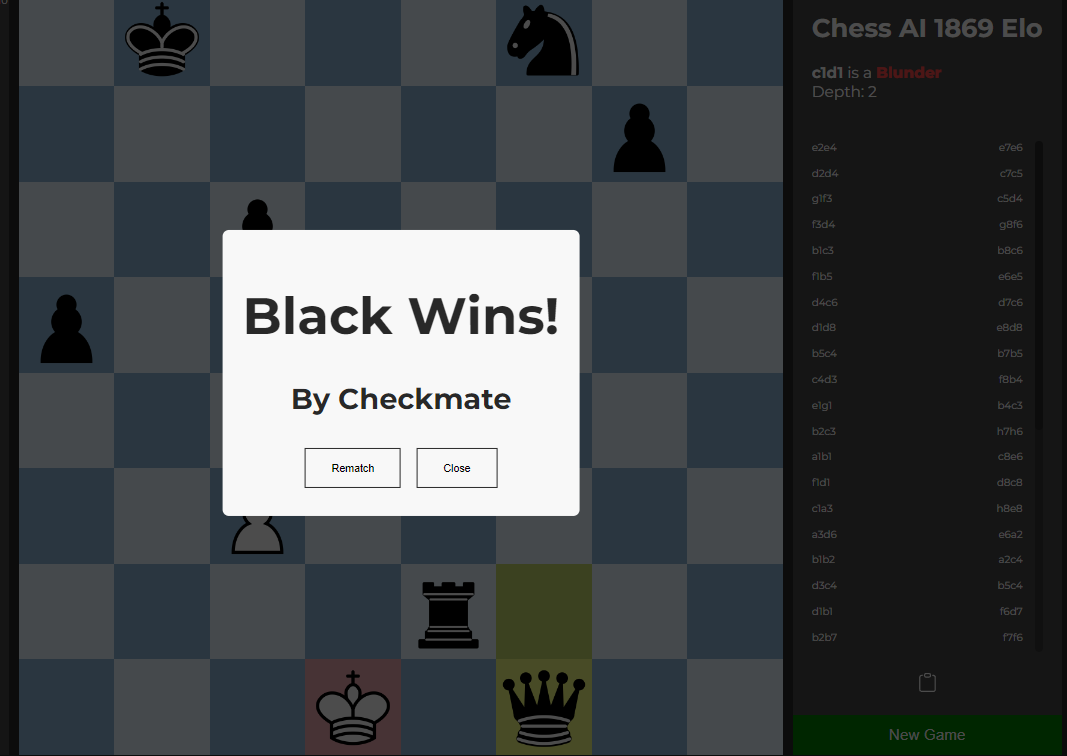 Chess AI 1869 Elo
c1d1 is a Blunder
Depth: 2
e2e4 e7e6
d2d4 c7c5
g1f3 c5d4
f3d4 g8f6
b1c3 b8c6
f1b5 e6e5
d4c6 d7c6
d1d8 e8d8
b5c4 b7b5
c4d3 f8b4
e1g1 b4c3
b2c3 h7h6
a1b1 c8e6
f1d1 d8c8
c1a3 h8e8
a3d6 e6a2
b1b2 a2c4
d3c4 b5c4
d1b1 f6d7
b2b7 f7f6
New Game
Black Wins!
By Checkmate
Rematch Close